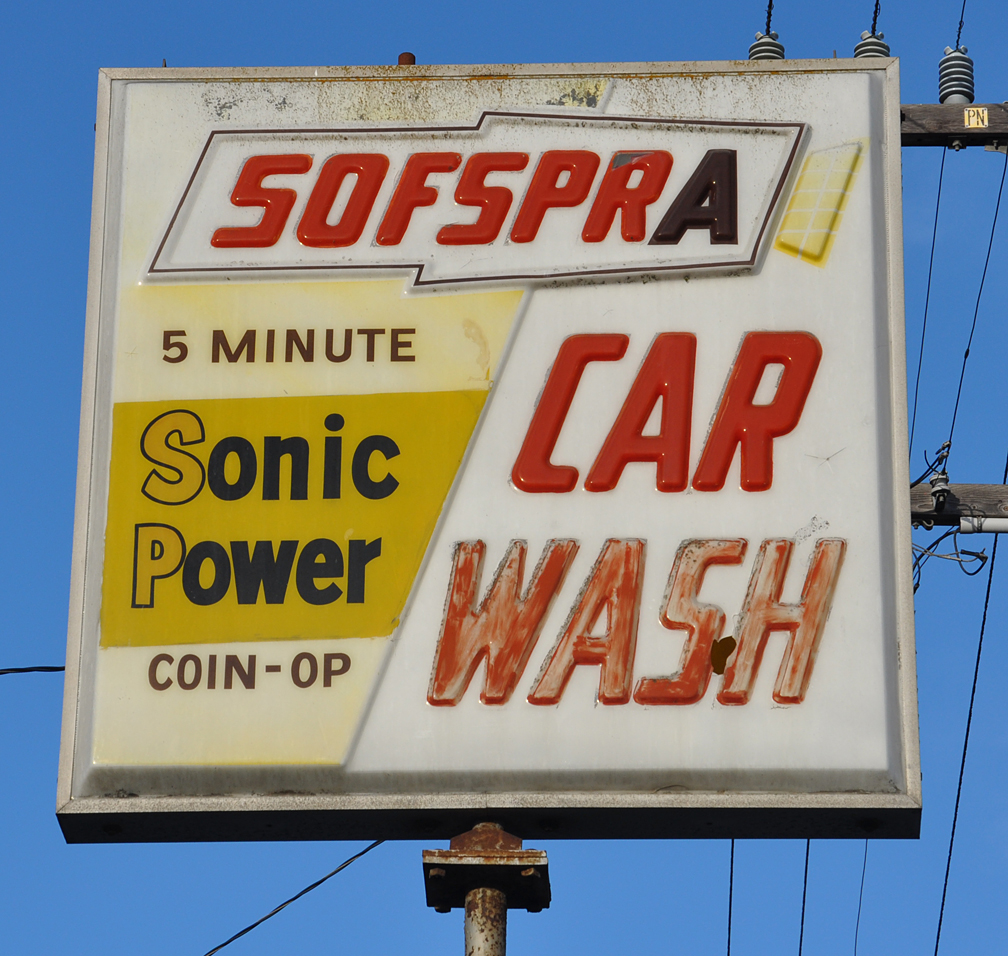 SOFSPRA
5 MINUTE
Sonic
Power
COIN-OP
CAR
WASH
PN